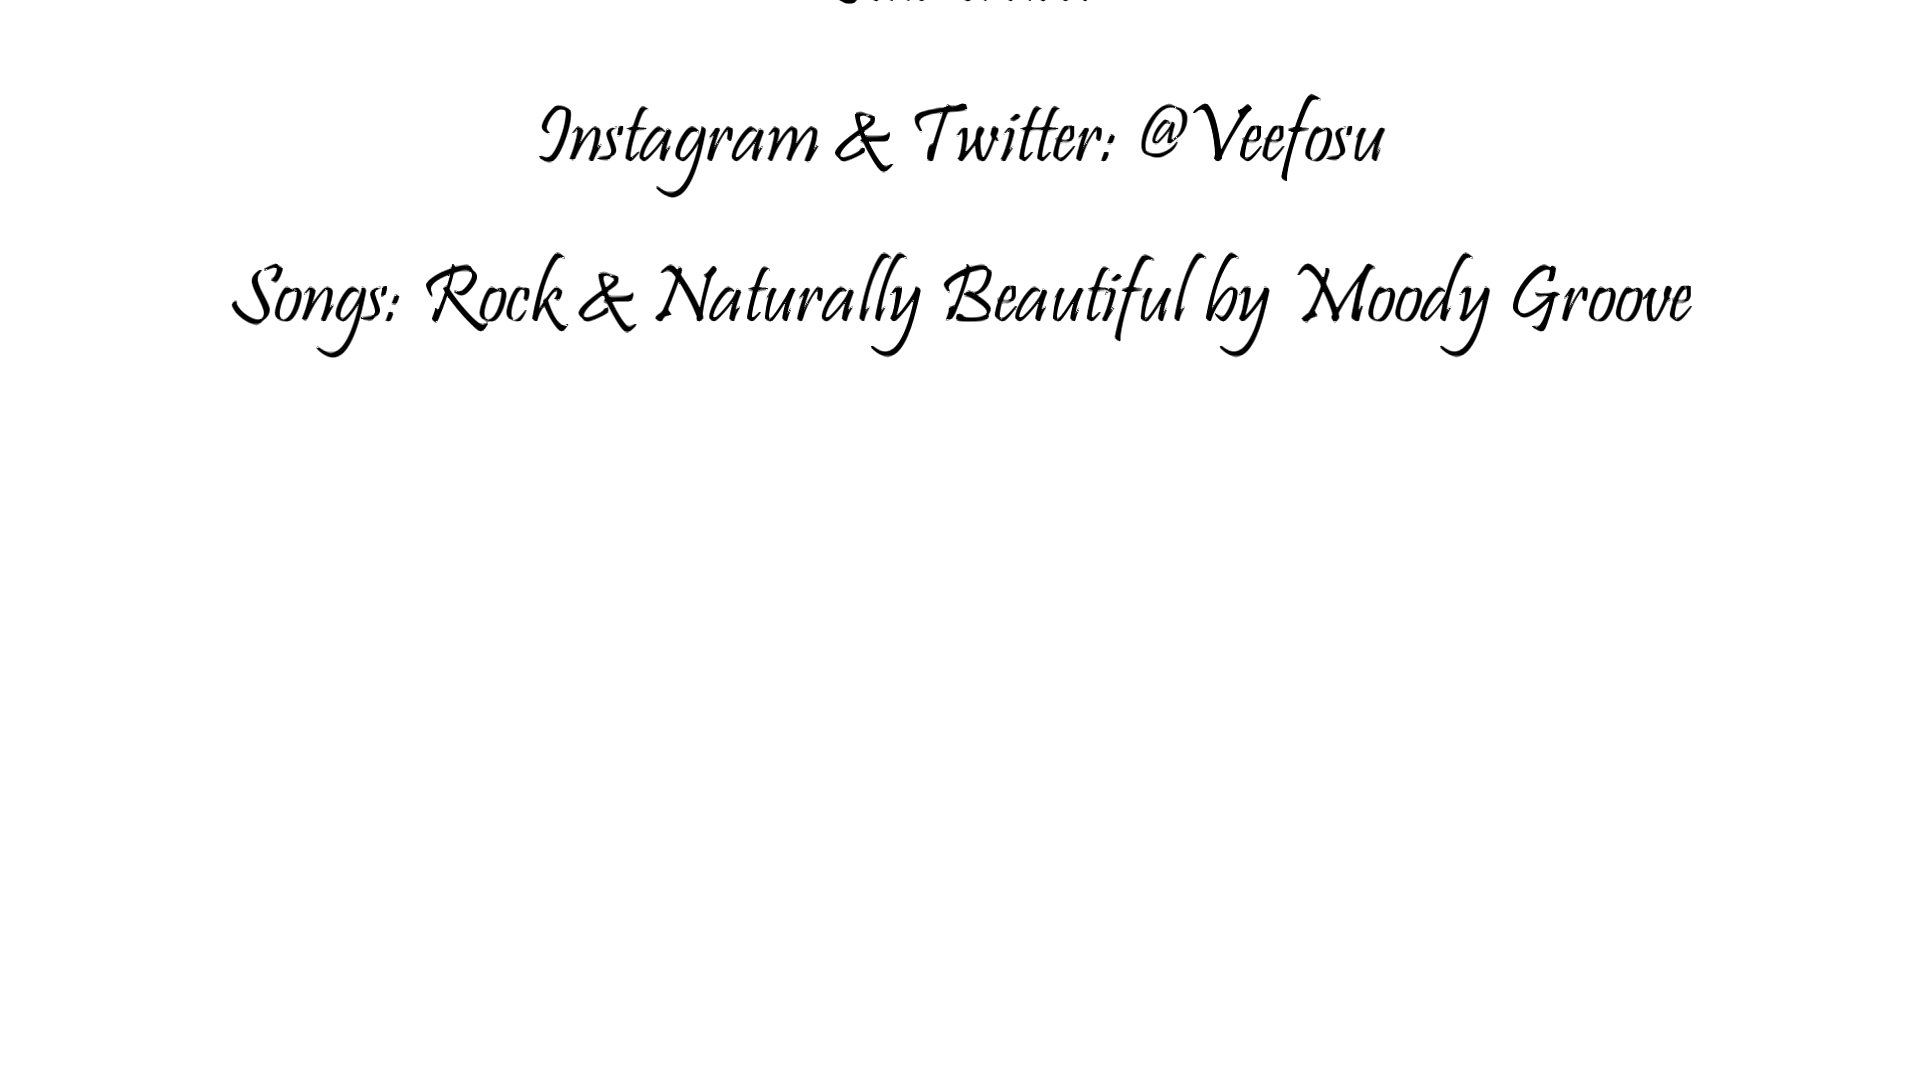 Instagram & Twitter: @Veefosu
Songs: Rock & Naturally Beautiful by Moody Groove